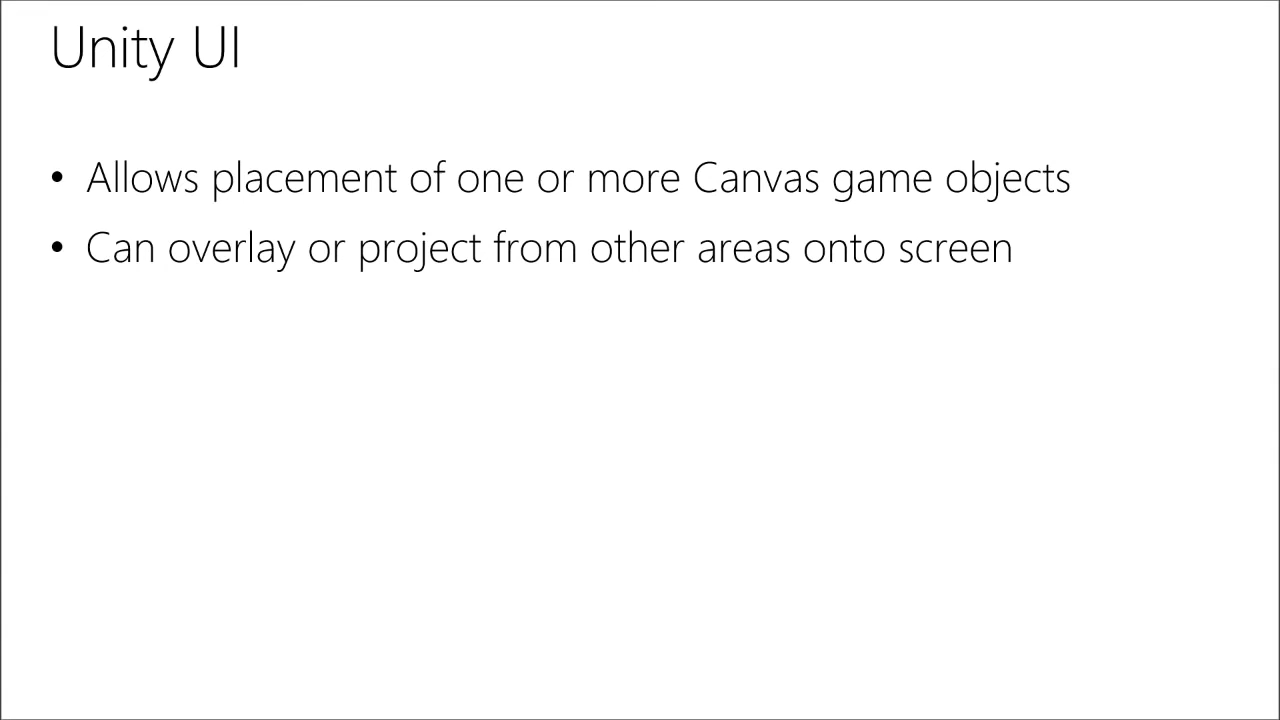 Unity UI
• Allows placement of one or more Canvas game objects
• Can overlay or project from other areas onto screen